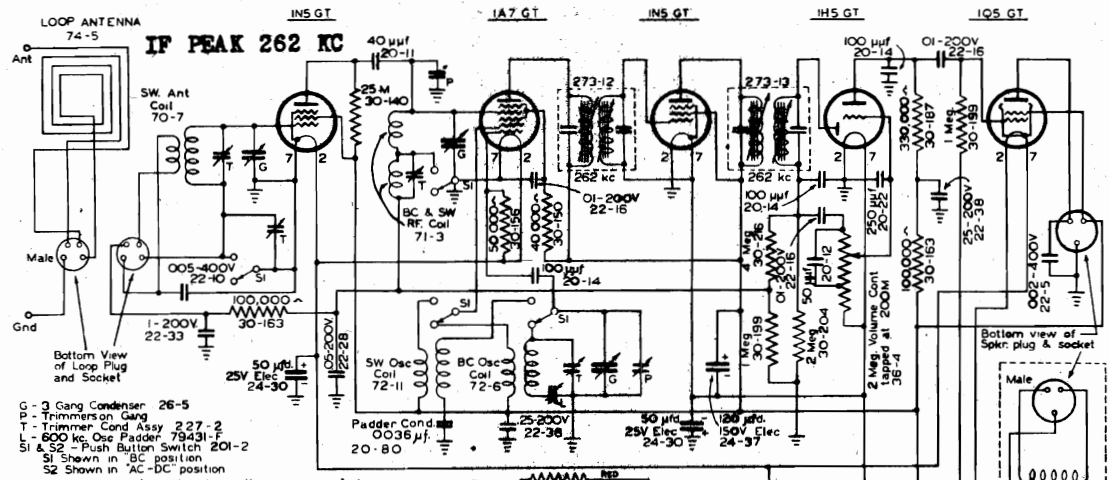 LOOP ANTENNA
74-5
Ant
IF PEAK 262 KC
1N5 GT
1A7 GT
1N5 GT
1H5 GT
1Q5 GT
SW. Ant
Coil
70-7
40 µµf
20-11
P
25 M
30-140
273-12
273-13
100 µµf
20-14
01-200V
22-16
390,000~
30-187
1 Meg.
30-199
7
2
T
G
7
2
2
7
2
7
2
7
G
T
S1
262 kc
262 kc
BC & SW
R.F. Coil
71-3
50,000~
30-156
40,000~
30-150
01-200V
22-16
100 µµf
20-14
250 µµf
20-22
25-200V
22-38
Male
T
005-400V
22-10
S1
100 µµf
20-14
4 Meg
30-216
01-200V
22-16
50 µµf
20-12
100,000~
30-163
002-400V
22-5
100,000~
30-163
Gnd
1-200V
22-33
.05-200V
22-28
S1
1 Meg
30-199
2 Meg
30-204
2 Meg. Volume Cont
tapped at 200M
36-4
Bottom view of
Spkr. plug & socket
Bottom View
of Loop Plug
and Socket
50 µfd
25V Elec
24-30
+
SW Osc
Coil
72-11
BC Osc
Coil
72-6
T
G
P
L
Male
Padder Cond.
0036 µf.
20-80
.25-200V
22-36
50 µfd.
25V Elec
24-30
-
+
120 µfd.
150V Elec
24-37
+
G - 3 Gang Condenser 26-5
P - Trimmers on Gang
T - Trimmer Cond Assy 227-2
L - 600 kc. Osc Padder 79431-F
S1 & S2 - Push Button Switch 201-2
S1 Shown in "BC position
S2 Shown in "AC-DC" position
RED